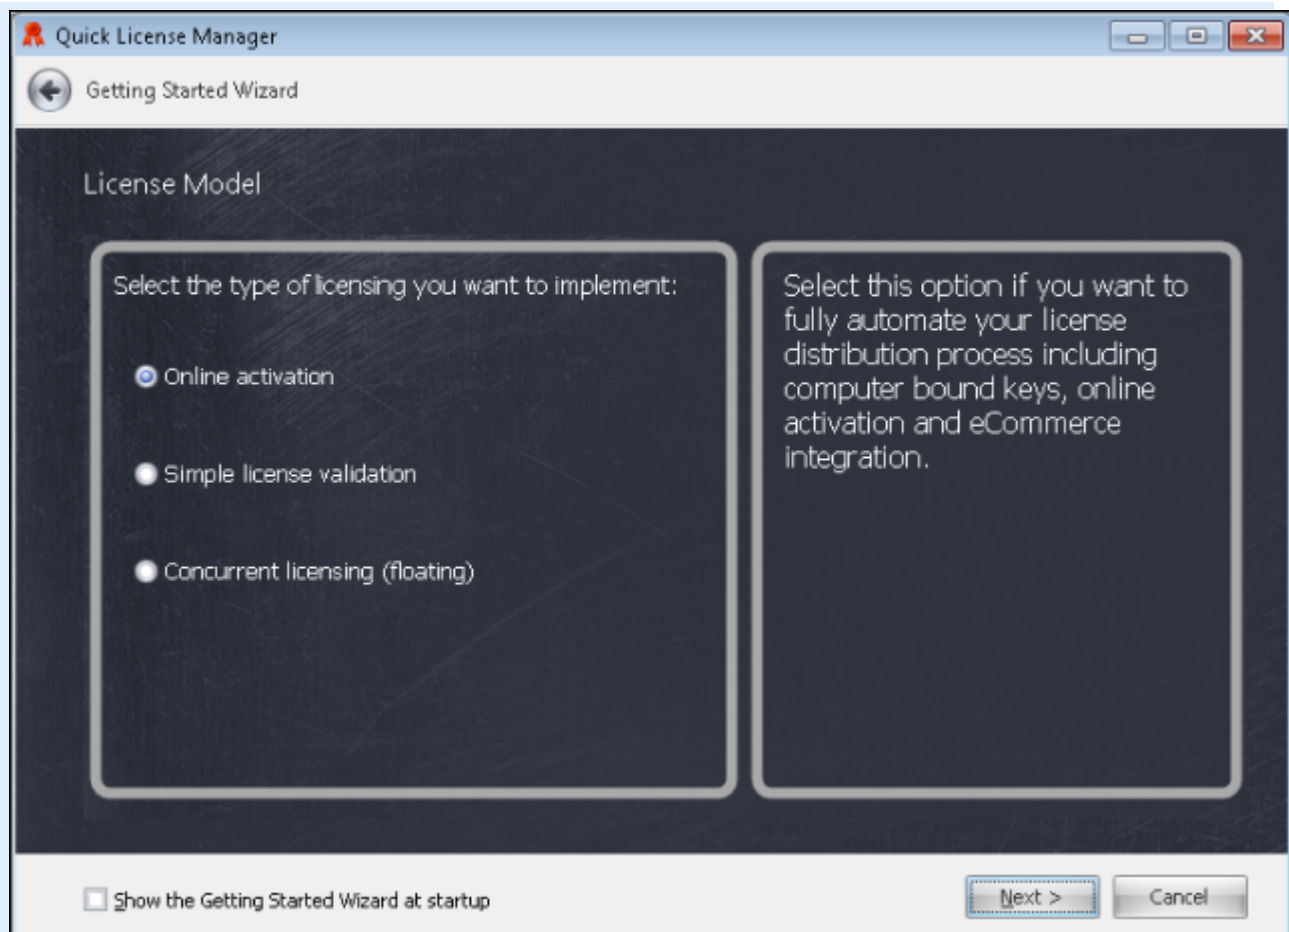 Quick License Manager
Getting Started Wizard
License Model
Select the type of licensing you want to implement:
Online activation
Simple license validation
Concurrent licensing (floating)
Select this option if you want to
fully automate your license
distribution process including
computer bound keys, online
activation and eCommerce
integration.
Show the Getting Started Wizard at startup
Next >
Cancel